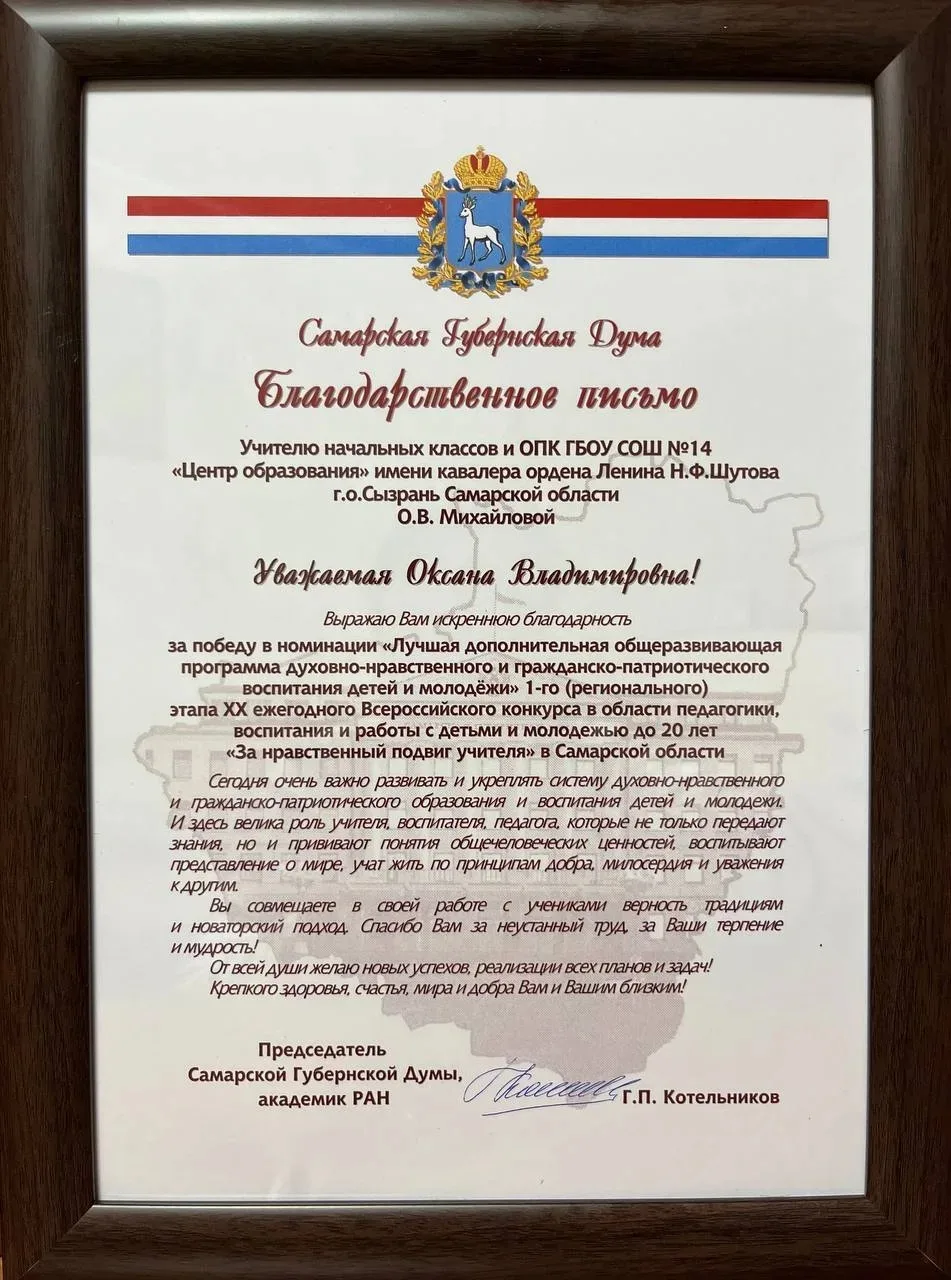 Самарская Губернская Дума
Благодарственное письмо
Учителю начальных классов и ОПК ГБОУ СОШ №14
«Центр образования» имени кавалера ордена Ленина Н.Ф.Шутова
г.о.Сызрань Самарской области
О.В. Михайловой
Уважаемая Оксана Владимировна!
Выражаю Вам искреннюю благодарность
за победу в номинации «Лучшая дополнительная общеразвивающая
программа духовно-нравственного и гражданско-патриотического
воспитания детей и молодёжи» 1-го (регионального)
этапа XX ежегодного Всероссийского конкурса в области педагогики,
воспитания и работы с детьми и молодежью до 20 лет
«За нравственный подвиг учителя» в Самарской области
Сегодня очень важно развивать и укреплять систему духовно-нравственного
и гражданско-патриотического образования и воспитания детей и молодежи.
И здесь велика роль учителя, воспитателя, педагога, которые не только передают
знания, но и прививают понятия общечеловеческих ценностей, воспитывают
представление о мире, учат жить по принципам добра, милосердия и уважения
к другим.
Вы совмещаете в своей работе с учениками верность традициям
и новаторский подход. Спасибо Вам за неустанный труд, за Ваши терпение
и мудрость!
От всей души желаю новых успехов, реализации всех планов и задач!
Крепкого здоровья, счастья, мира и добра Вам и Вашим близким!
Председатель
Самарской Губернской Думы,
академик РАН
Г.П. Котельников